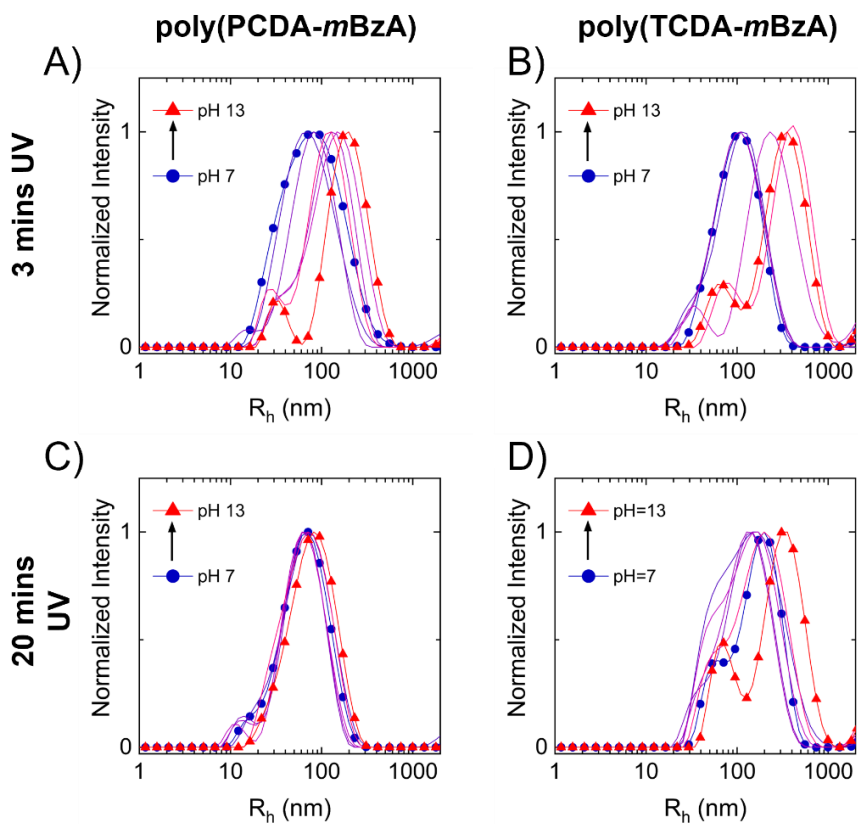 poly(PCDA-mBzA)
poly(TCDA-mBzA)
3 mins UV
20 mins
UV
A)
Normalized Intensity
1
0
pH 13
pH 7
1 10 100 1000
Rₕ (nm)
B)
Normalized Intensity
1
0
pH 13
pH 7
1 10 100 1000
Rₕ (nm)
C)
Normalized Intensity
1
0
pH 13
pH 7
1 10 100 1000
Rₕ (nm)
D)
Normalized Intensity
1
0
pH=13
pH=7
1 10 100 1000
Rₕ (nm)